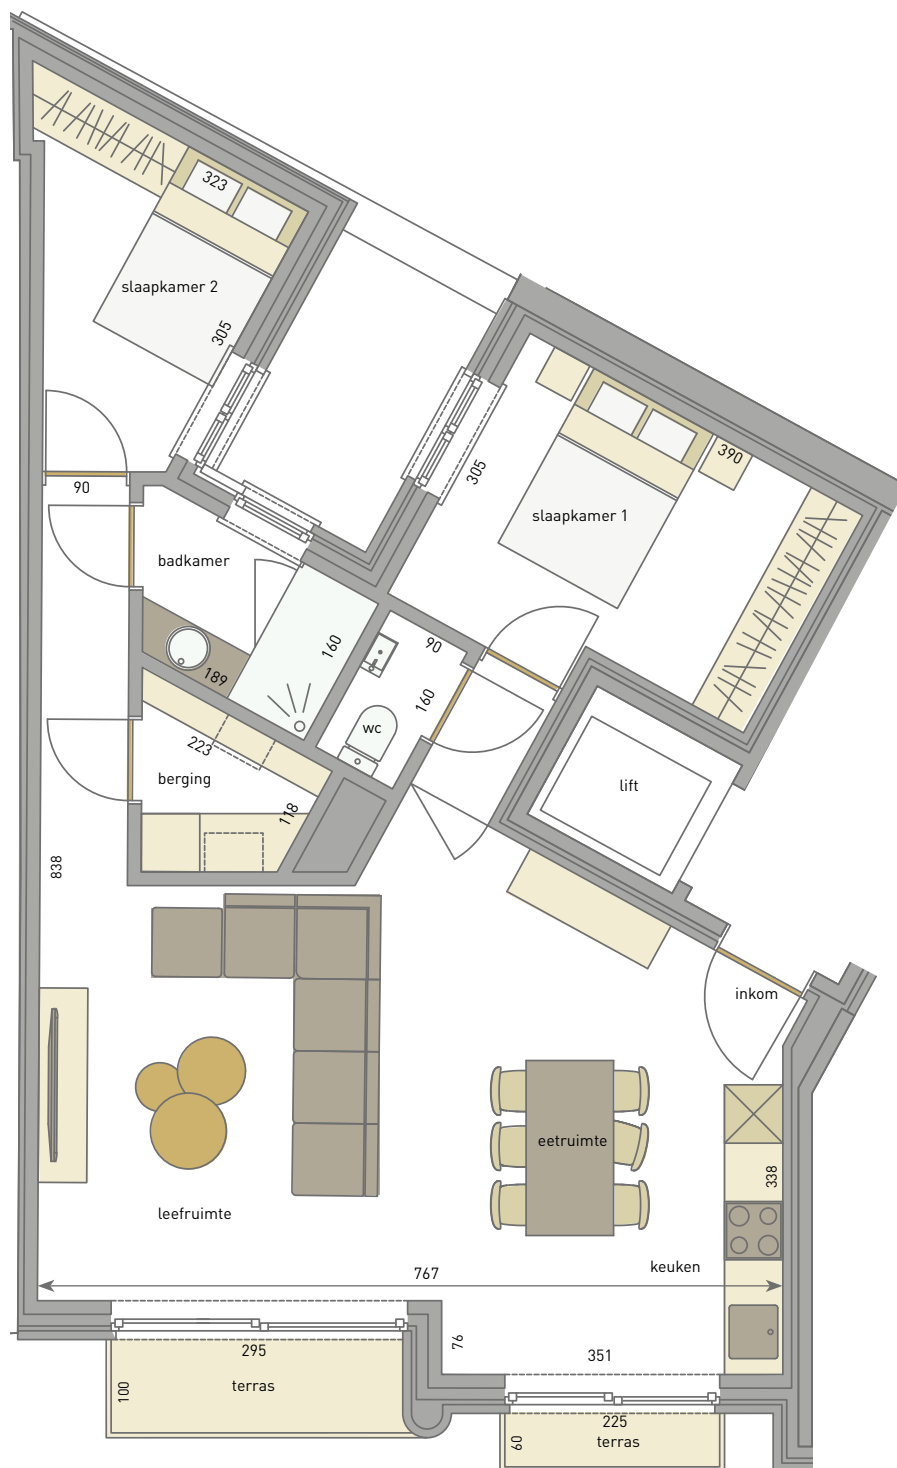 323
slaapkamer 2
305
390
305
90
slaapkamer 1
badkamer
160
90
189
160
wc
223
berging
lift
118
838
inkom
eetruimte
338
leefruimte
keuken
767
76
295
351
100
terras
225
60
terras